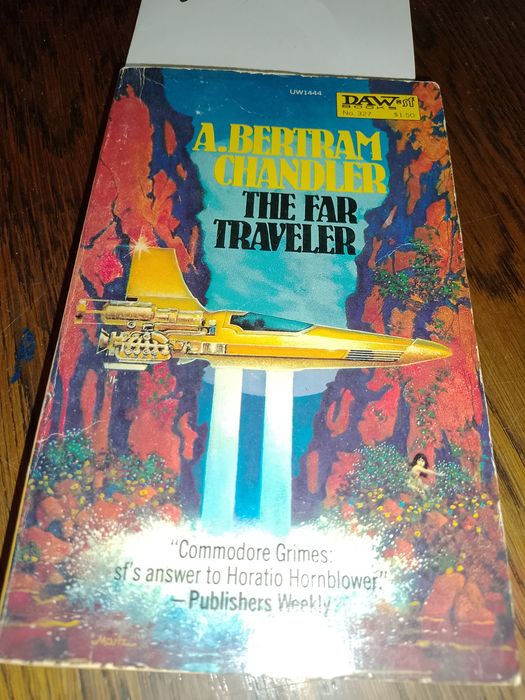 UW1444
DAW sf
BOOKS
No. 327 $1.50
A. BERTRAM
CHANDLER
THE FAR
TRAVELER
"Commodore Grimes:
sf's answer to Horatio Hornblower."
—Publishers Weekly
Maitz